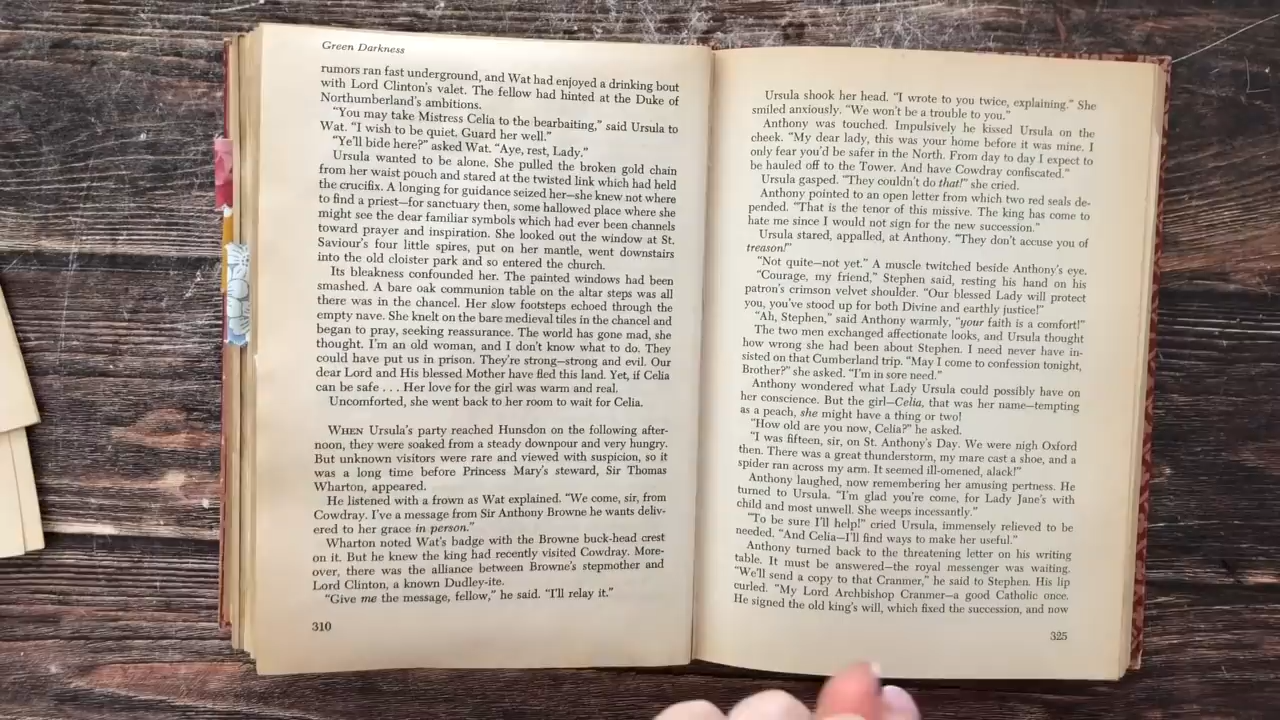 Green Darkness
rumors ran fast underground, and Wat had enjoyed a drinking bout
with Lord Clinton's valet. The fellow had hinted at the Duke of
Northumberland's ambitions.
"You may take Mistress Celia to the bearbaiting," said Ursula to
Wat. "I wish to be quiet. Guard her well."
"Ye'll bide here?" asked Wat. "Aye, rest, Lady."
Ursula wanted to be alone. She pulled the broken gold chain
from her waist pouch and stared at the twisted link which had held
the crucifix. A longing for guidance seized her—she knew not where
to find a priest—for sanctuary then, some hallowed place where she
might see the dear familiar symbols which had ever been channels
toward prayer and inspiration. She looked out the window at St.
Saviour's four little spires, put on her mantle, went downstairs
into the old cloister park and so entered the church.
Its bleakness confounded her. The painted windows had been
smashed. A bare oak communion table on the altar steps was all
there was in the chancel. Her slow footsteps echoed through the
empty nave. She knelt on the bare medieval tiles in the chancel and
began to pray, seeking reassurance. The world has gone mad, she
thought. I'm an old woman, and I don't know what to do. They
could have put us in prison. They're strong—strong and evil. Our
dear Lord and His blessed Mother have fled this land. Yet, if Celia
can be safe . . . Her love for the girl was warm and real.
Uncomforted, she went back to her room to wait for Celia.
WHEN Ursula's party reached Hunsdon on the following after-
noon, they were soaked from a steady downpour and very hungry.
But unknown visitors were rare and viewed with suspicion, so it
was a long time before Princess Mary's steward, Sir Thomas
Wharton, appeared.
He listened with a frown as Wat explained. "We come, sir, from
Cowdray. I've a message from Sir Anthony Browne he wants deliv-
ered to her grace in person."
Wharton noted Wat's badge with the Browne buck-head crest
on it. But he knew the king had recently visited Cowdray. More-
over, there was the alliance between Browne's stepmother and
Lord Clinton, a known Dudley-ite.
"Give me the message, fellow," he said. "I'll relay it."
310
Ursula shook her head. "I wrote to you twice, explaining." She
smiled anxiously. "We won't be a trouble to you."
Anthony was touched. Impulsively he kissed Ursula on the
cheek. "My dear lady, this was your home before it was mine. I
only fear you'd be safer in the North. From day to day I expect to
be hauled off to the Tower. And have Cowdray confiscated."
Ursula gasped. "They couldn't do that!" she cried.
Anthony pointed to an open letter from which two red seals de-
pended. "That is the tenor of this missive. The king has come to
hate me since I would not sign for the new succession."
Ursula stared, appalled, at Anthony. "They don't accuse you of
treason!"
"Not quite—not yet." A muscle twitched beside Anthony's eye.
"Courage, my friend," Stephen said, resting his hand on his
patron's crimson velvet shoulder. "Our blessed Lady will protect
you, you've stood up for both Divine and earthly justice!"
"Ah, Stephen," said Anthony warmly, "your faith is a comfort!"
The two men exchanged affectionate looks, and Ursula thought
how wrong she had been about Stephen. I need never have in-
sisted on that Cumberland trip. "May I come to confession tonight,
Brother?" she asked. "I'm in sore need."
Anthony wondered what Lady Ursula could possibly have on
her conscience. But the girl—Celia, that was her name—tempting
as a peach, she might have a thing or two!
"How old are you now, Celia?" he asked.
"I was fifteen, sir, on St. Anthony's Day. We were nigh Oxford
then. There was a great thunderstorm, my mare cast a shoe, and a
spider ran across my arm. It seemed ill-omened, alack!"
Anthony laughed, now remembering her amusing pertness. He
turned to Ursula. "I'm glad you're come, for Lady Jane's with
child and most unwell. She weeps incessantly."
"To be sure I'll help!" cried Ursula, immensely relieved to be
needed. "And Celia—I'll find ways to make her useful."
Anthony turned back to the threatening letter on his writing
table. It must be answered—the royal messenger was waiting.
"We'll send a copy to that Cranmer," he said to Stephen. His lip
curled. "My Lord Archbishop Cranmer—a good Catholic once.
He signed the old king's will, which fixed the succession, and now
325